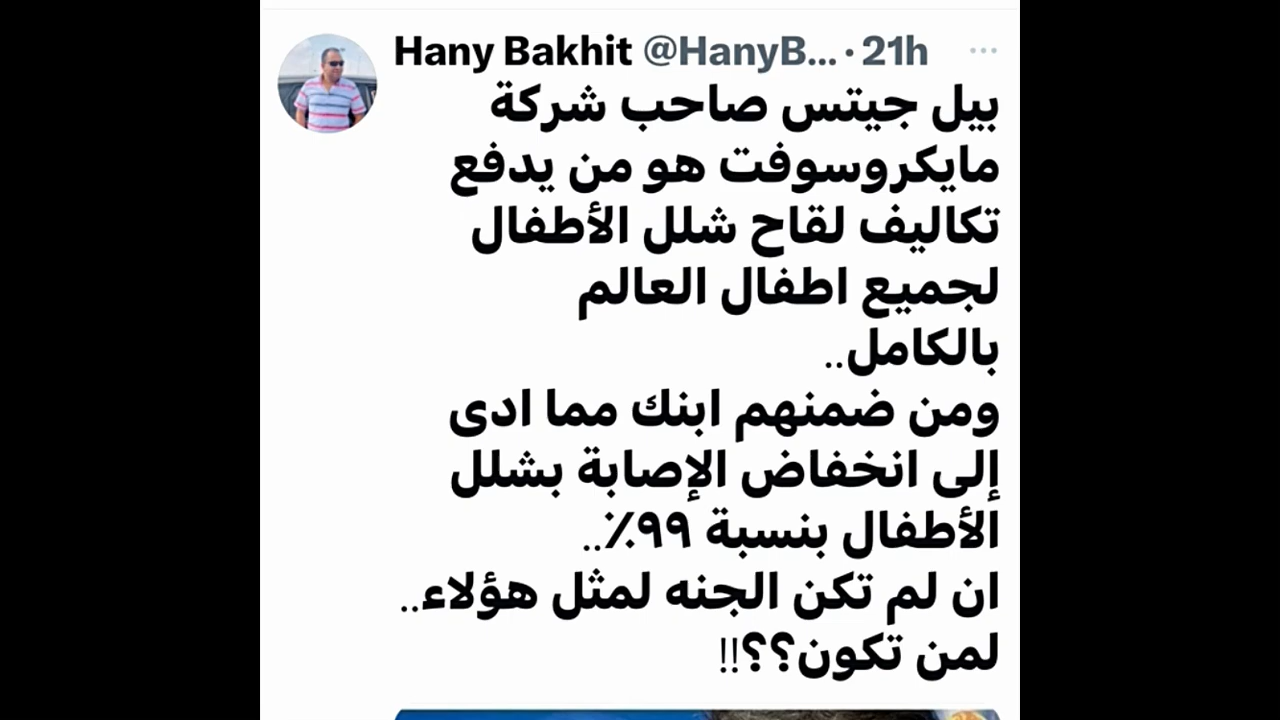 Hany Bakhit @HanyB... · 21h
بيل جيتس صاحب شركة
مايكروسوفت هو من يدفع
تكاليف لقاح شلل الأطفال
لجميع اطفال العالم
بالكامل..
ومن ضمنهم ابنك مما ادى
إلى انخفاض الإصابة بشلل
الأطفال بنسبة ٩٩٪..
ان لم تكن الجنه لمثل هؤلاء..
لمن تكون؟؟!!